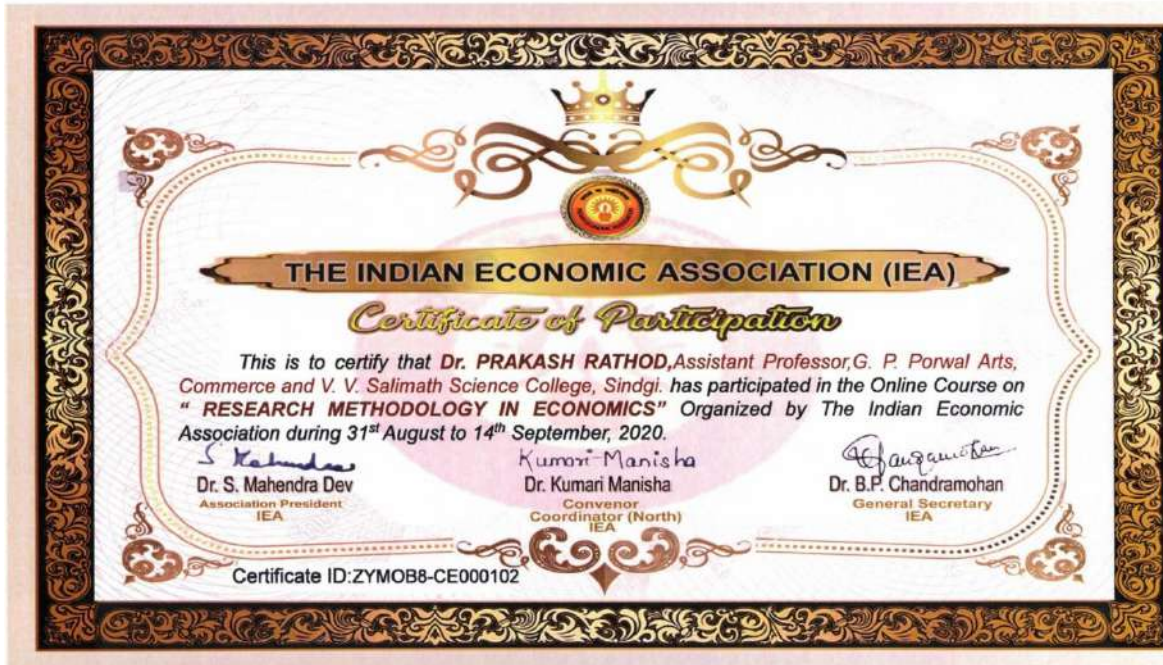 THE INDIAN ECONOMIC ASSOCIATION (IEA)
Certificate of Participation
This is to certify that Dr. PRAKASH RATHOD,Assistant Professor,G. P. Porwal Arts,
Commerce and V. V. Salimath Science College, Sindgi. has participated in the Online Course on
“ RESEARCH METHODOLOGY IN ECONOMICS” Organized by The Indian Economic
Association during 31st August to 14th September, 2020.
S Mahendra
Kumari Manisha
Dr. S. Mahendra Dev
Dr. Kumari Manisha
Dr. B.P. Chandramohan
Association President
Convenor
General Secretary
IEA
Coordinator (North)
IEA
IEA
Certificate ID:ZYMOB8-CE000102